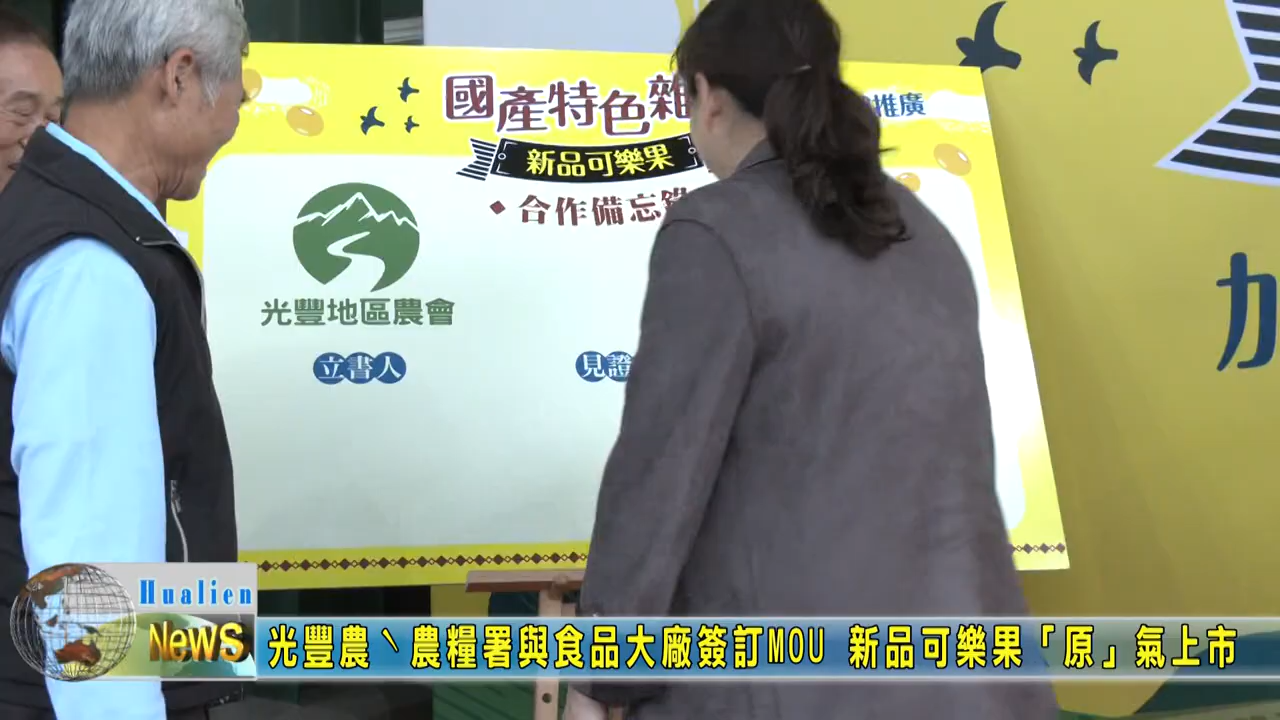 國產特色雜
推廣
新品可樂果
合作備忘
光豐地區農會
立書人
見證
加
Hualien
News
光豐農、農糧署與食品大廠簽訂MOU 新品可樂果「原」氣上市